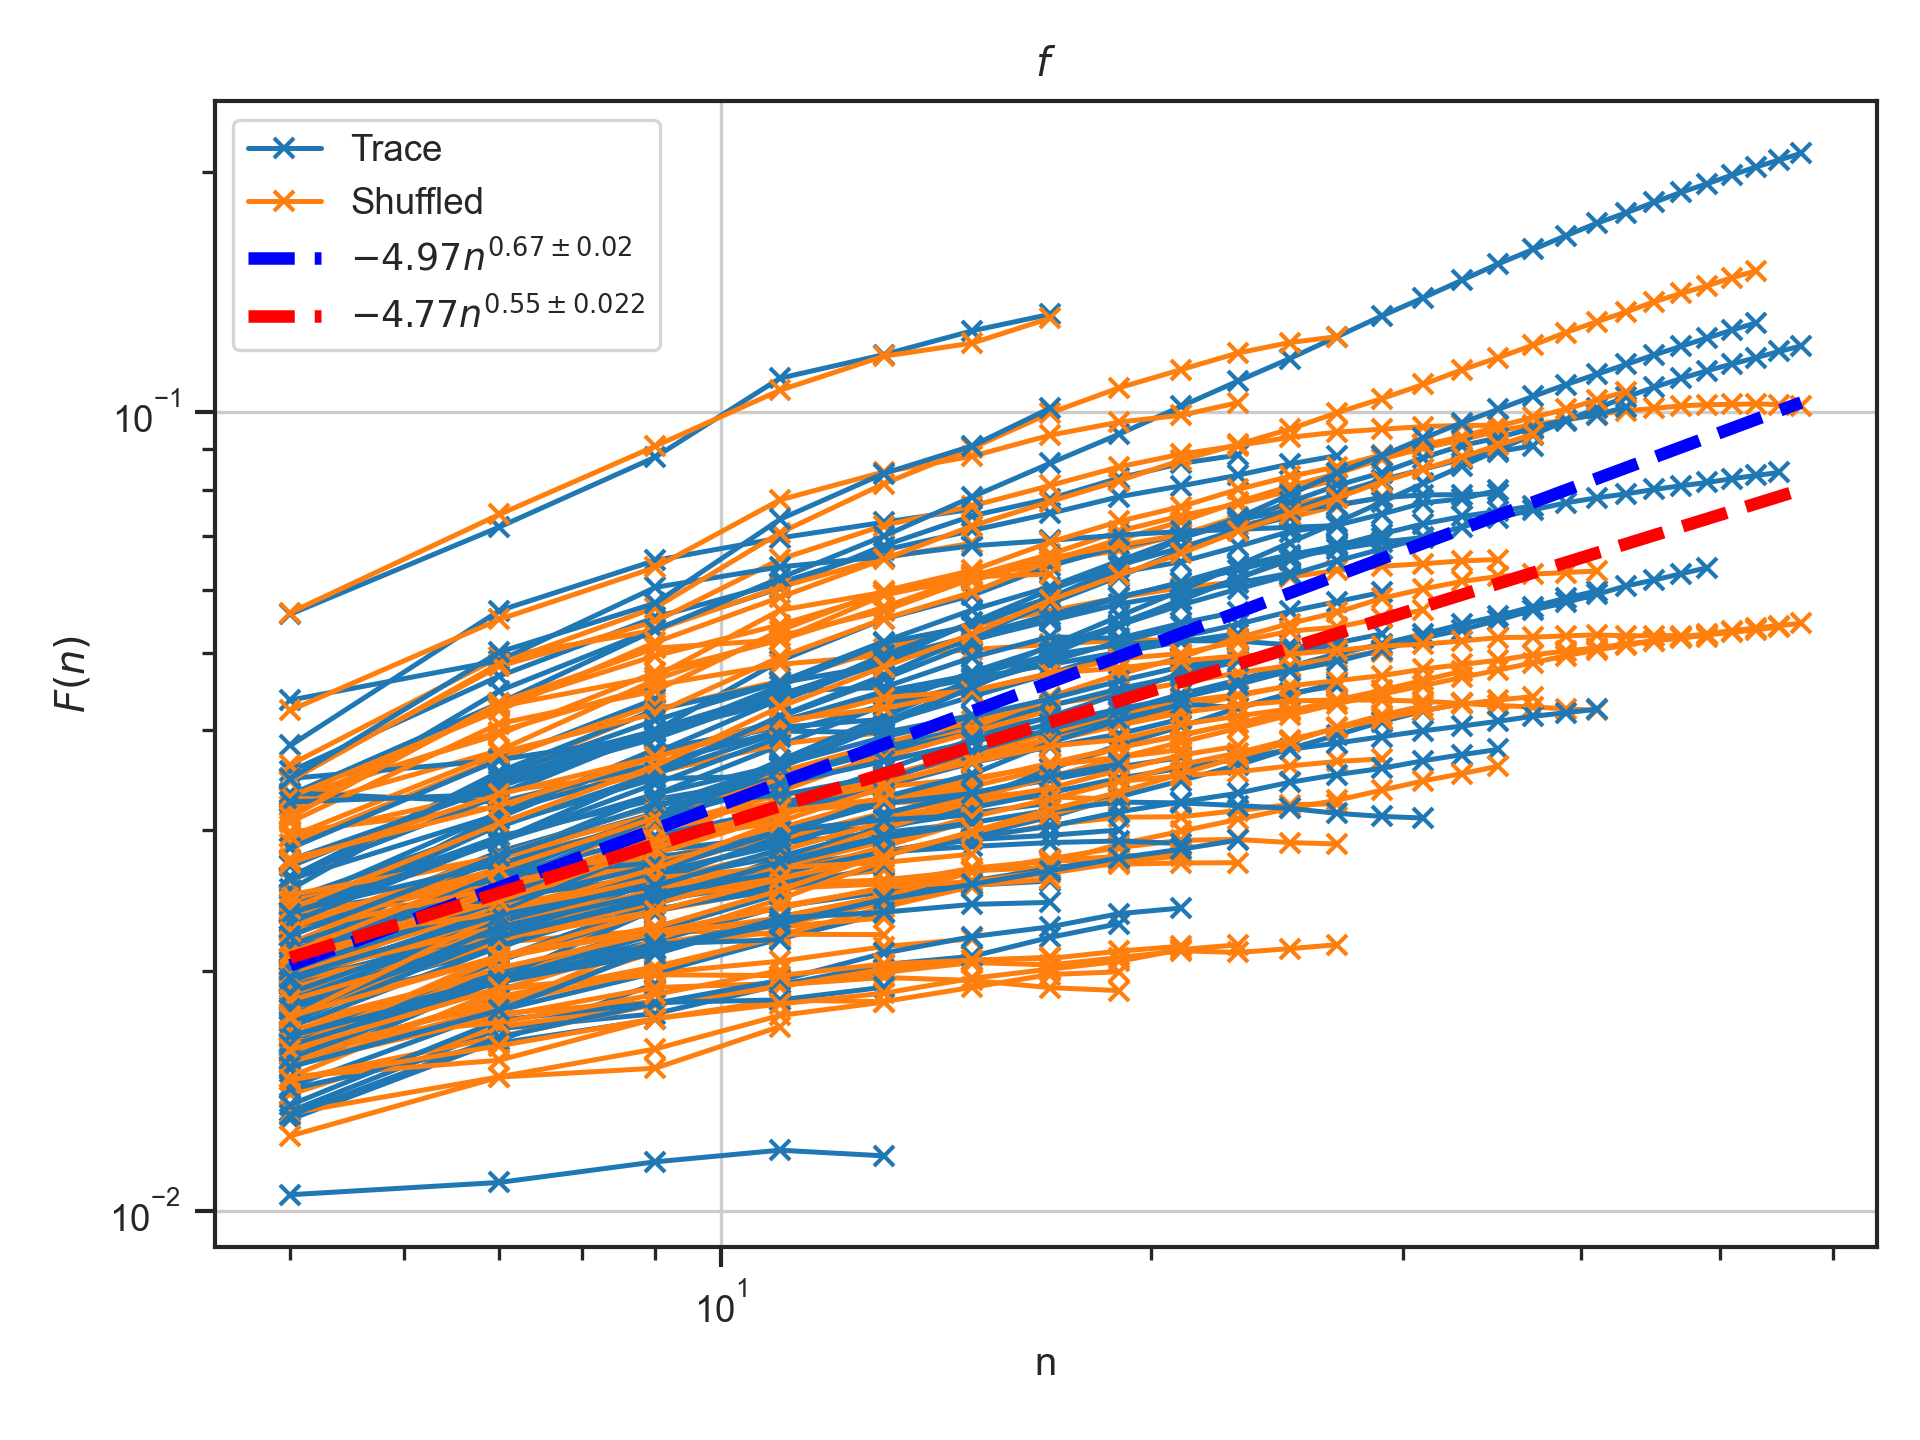 f
Trace
Shuffled
−4.97n^{0.67±0.02}
−4.77n^{0.55±0.022}
10^{−1}
10^{−2}
F(n)
10^{1}
n